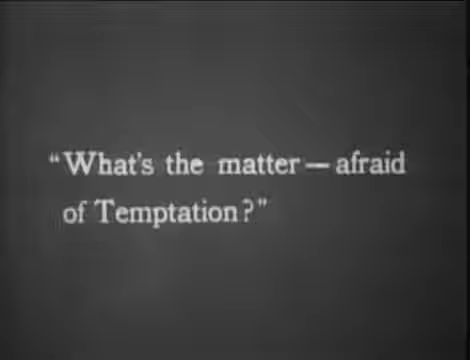 "What's the matter — afraid
of Temptation?"